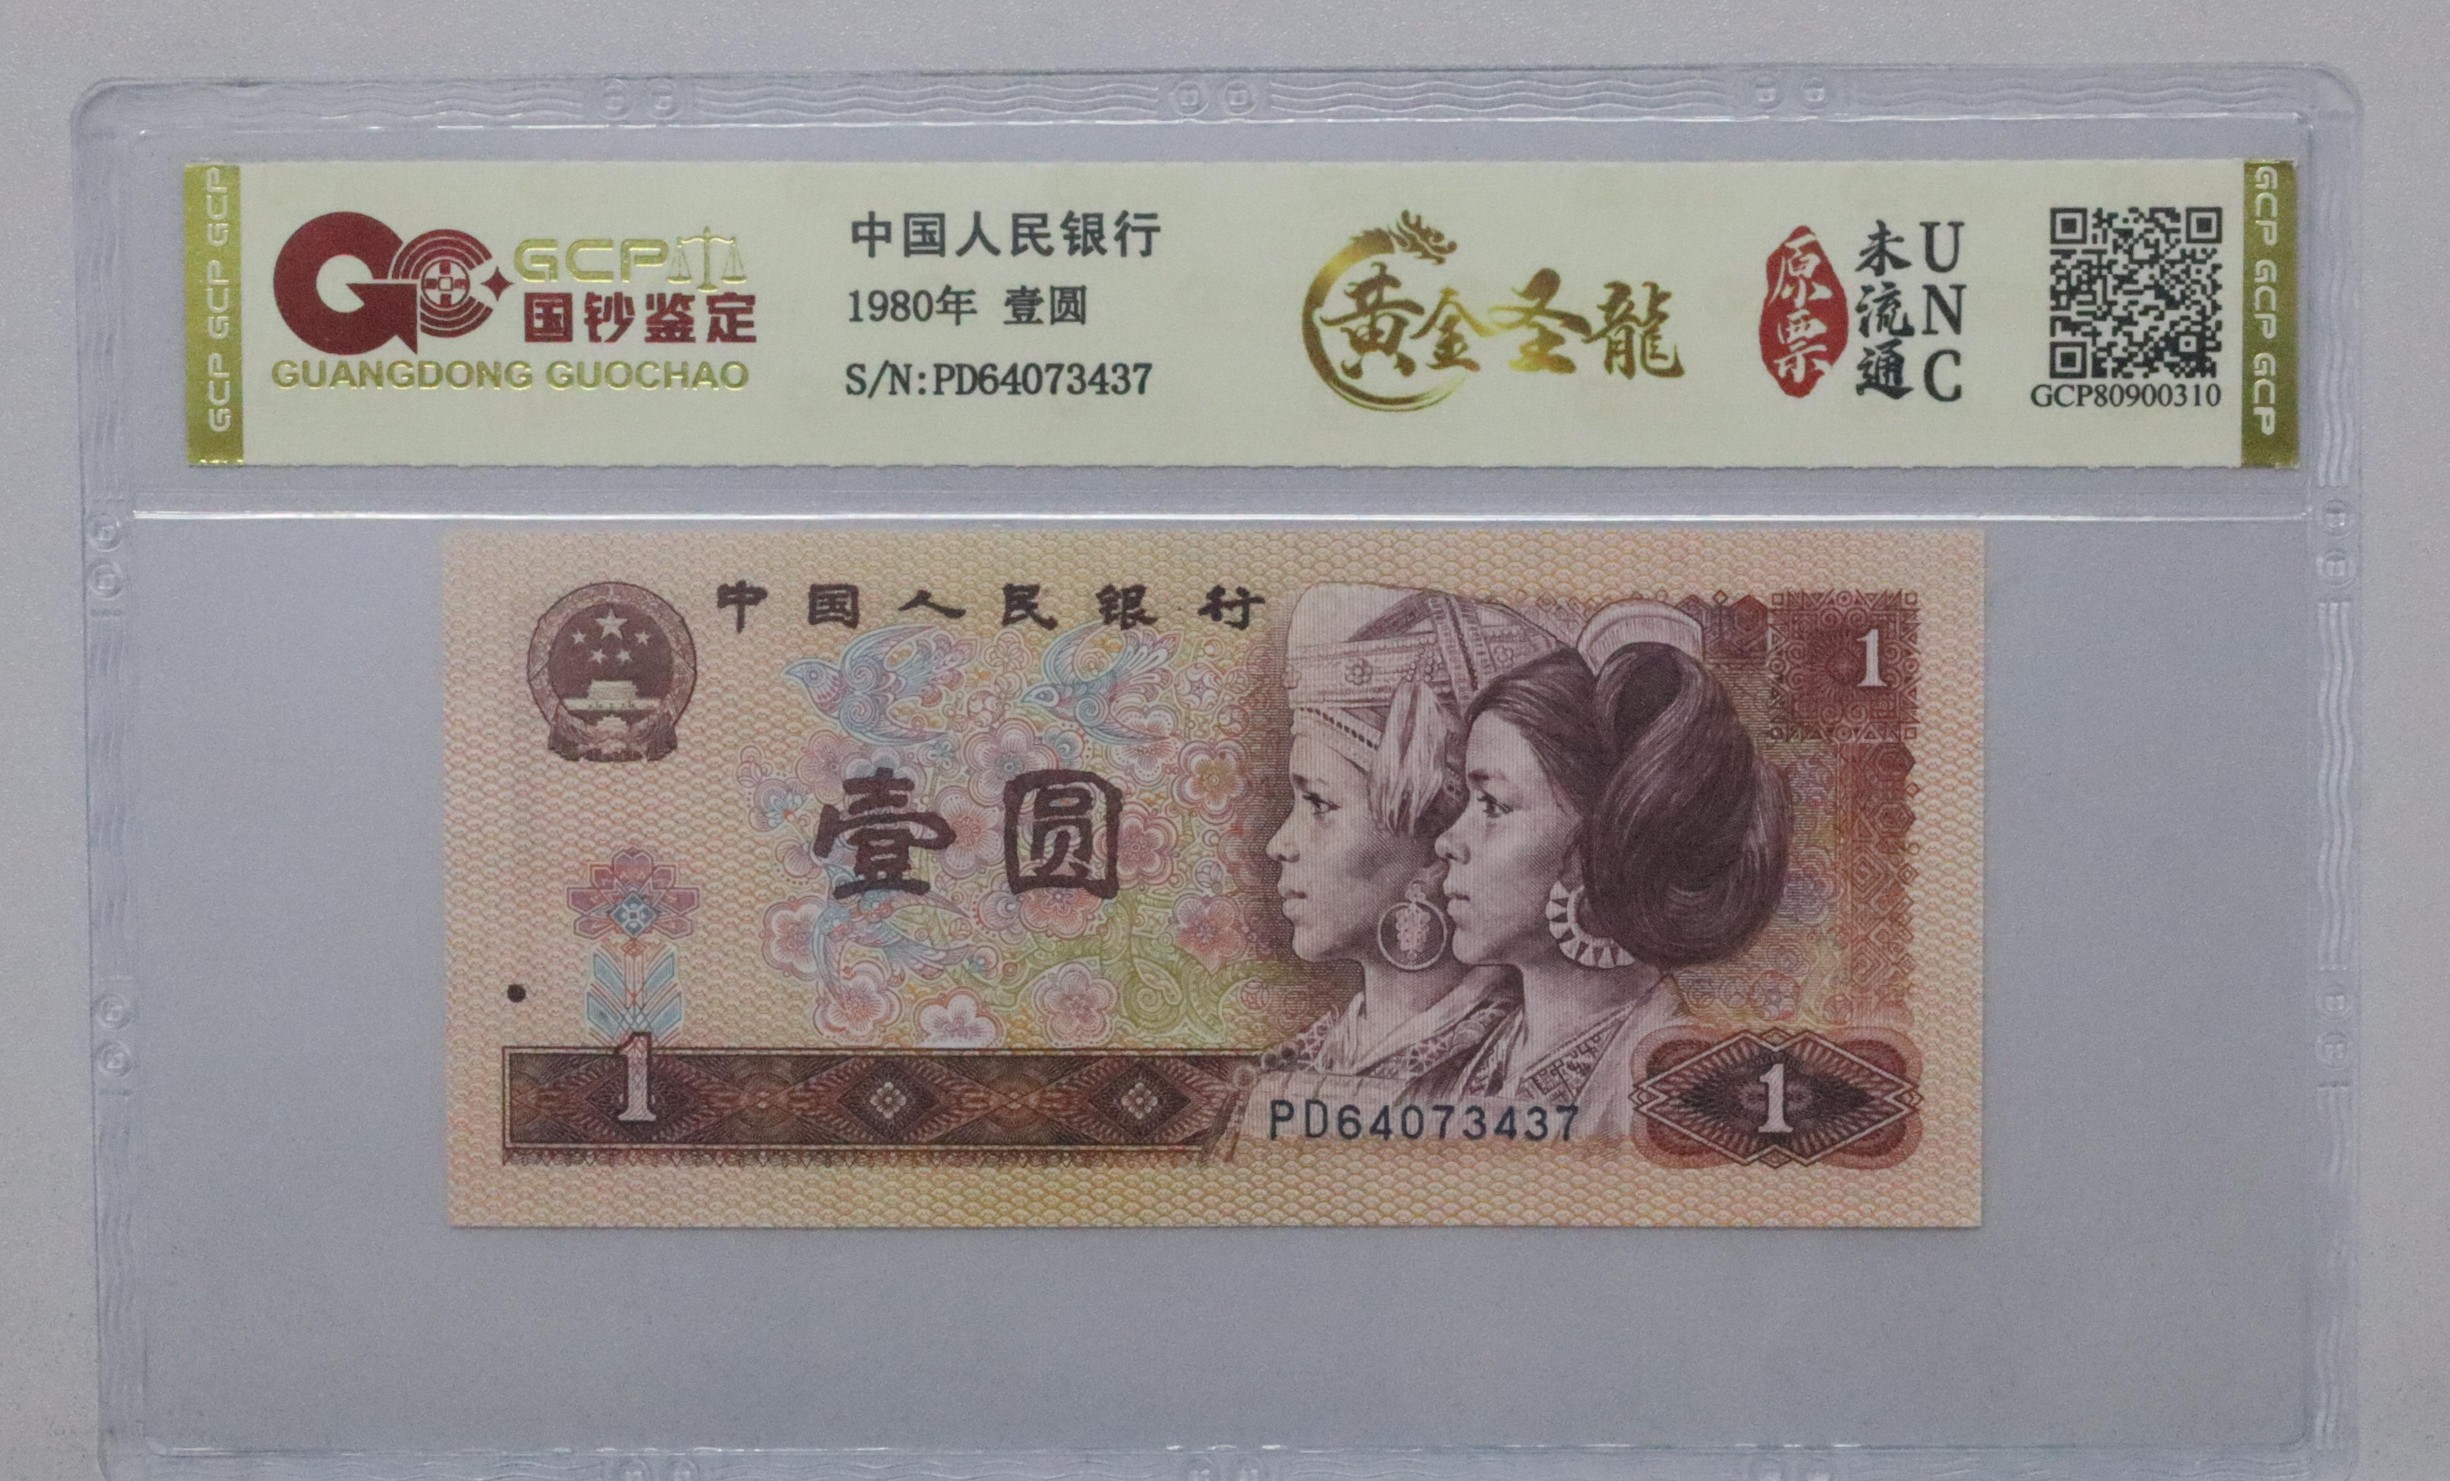 GCP GCP GCP
GCP
国钞鉴定
GUANGDONG GUOCHAO
中国人民银行
1980年 壹圆
S/N:PD64073437
黄金圣龍
原票
未流通
UNC
GCP80900310
GCP GCP GCP
中国人民银行
1
壹圆
1
PD64073437
1